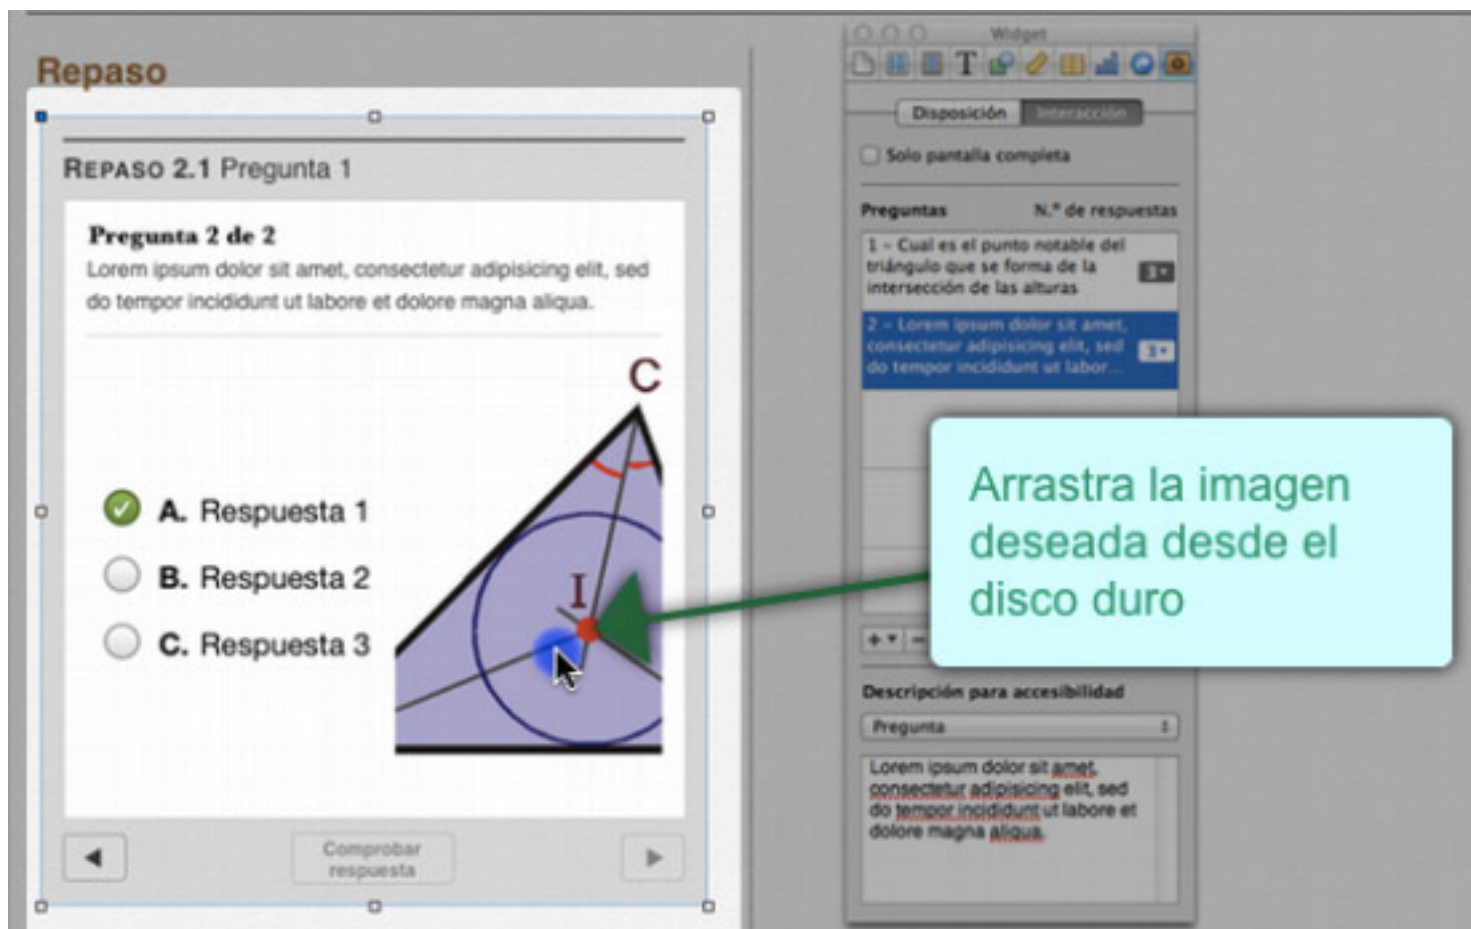 Repaso
REPASO 2.1 Pregunta 1
Pregunta 2 de 2
Lorem ipsum dolor sit amet, consectetur adipisicing elit, sed
do tempor incididunt ut labore et dolore magna aliqua.
C
I
A. Respuesta 1
B. Respuesta 2
C. Respuesta 3
Comprobar
respuesta
Widget
T
Disposición Interacción
Solo pantalla completa
Preguntas N.º de respuestas
1 - Cual es el punto notable del
triángulo que se forma de la
intersección de las alturas
3
2 - Lorem ipsum dolor sit amet,
consectetur adipisicing elit, sed
do tempor incididunt ut labor...
3
Arrastra la imagen
deseada desde el
disco duro
Descripción para accesibilidad
Pregunta
Lorem ipsum dolor sit amet,
consectetur adipisicing elit, sed
do tempor incididunt ut labore et
dolore magna aliqua.